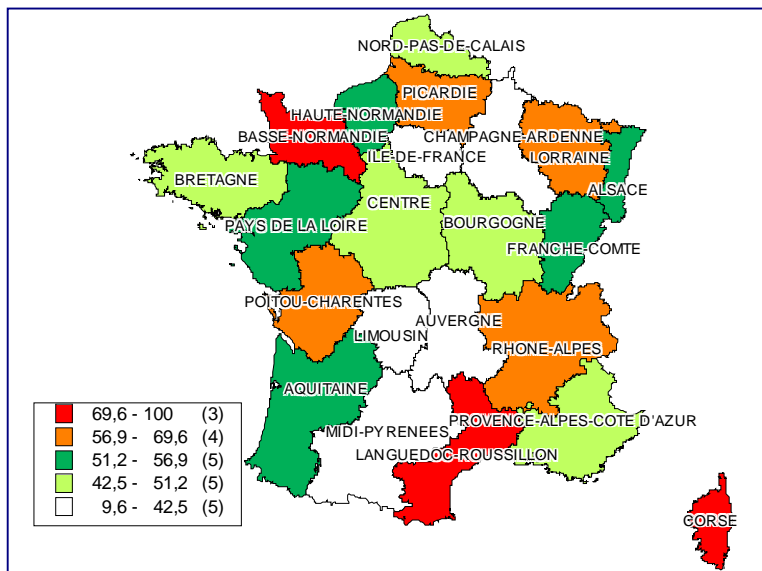 NORD-PAS-DE-CALAIS
PICARDIE
HAUTE-NORMANDIE
BASSE-NORMANDIE
CHAMPAGNE-ARDENNE
ILE-DE-FRANCE
LORRAINE
BRETAGNE
ALSACE
CENTRE
BOURGOGNE
PAYS DE LA LOIRE
FRANCHE-COMTE
POITOU-CHARENTES
AUVERGNE
LIMOUSIN
RHONE-ALPES
AQUITAINE
PROVENCE-ALPES-COTE D'AZUR
MIDI-PYRENEES
LANGUEDOC-ROUSSILLON
CORSE
69,6 - 100 (3)
56,9 - 69,6 (4)
51,2 - 56,9 (5)
42,5 - 51,2 (5)
9,6 - 42,5 (5)